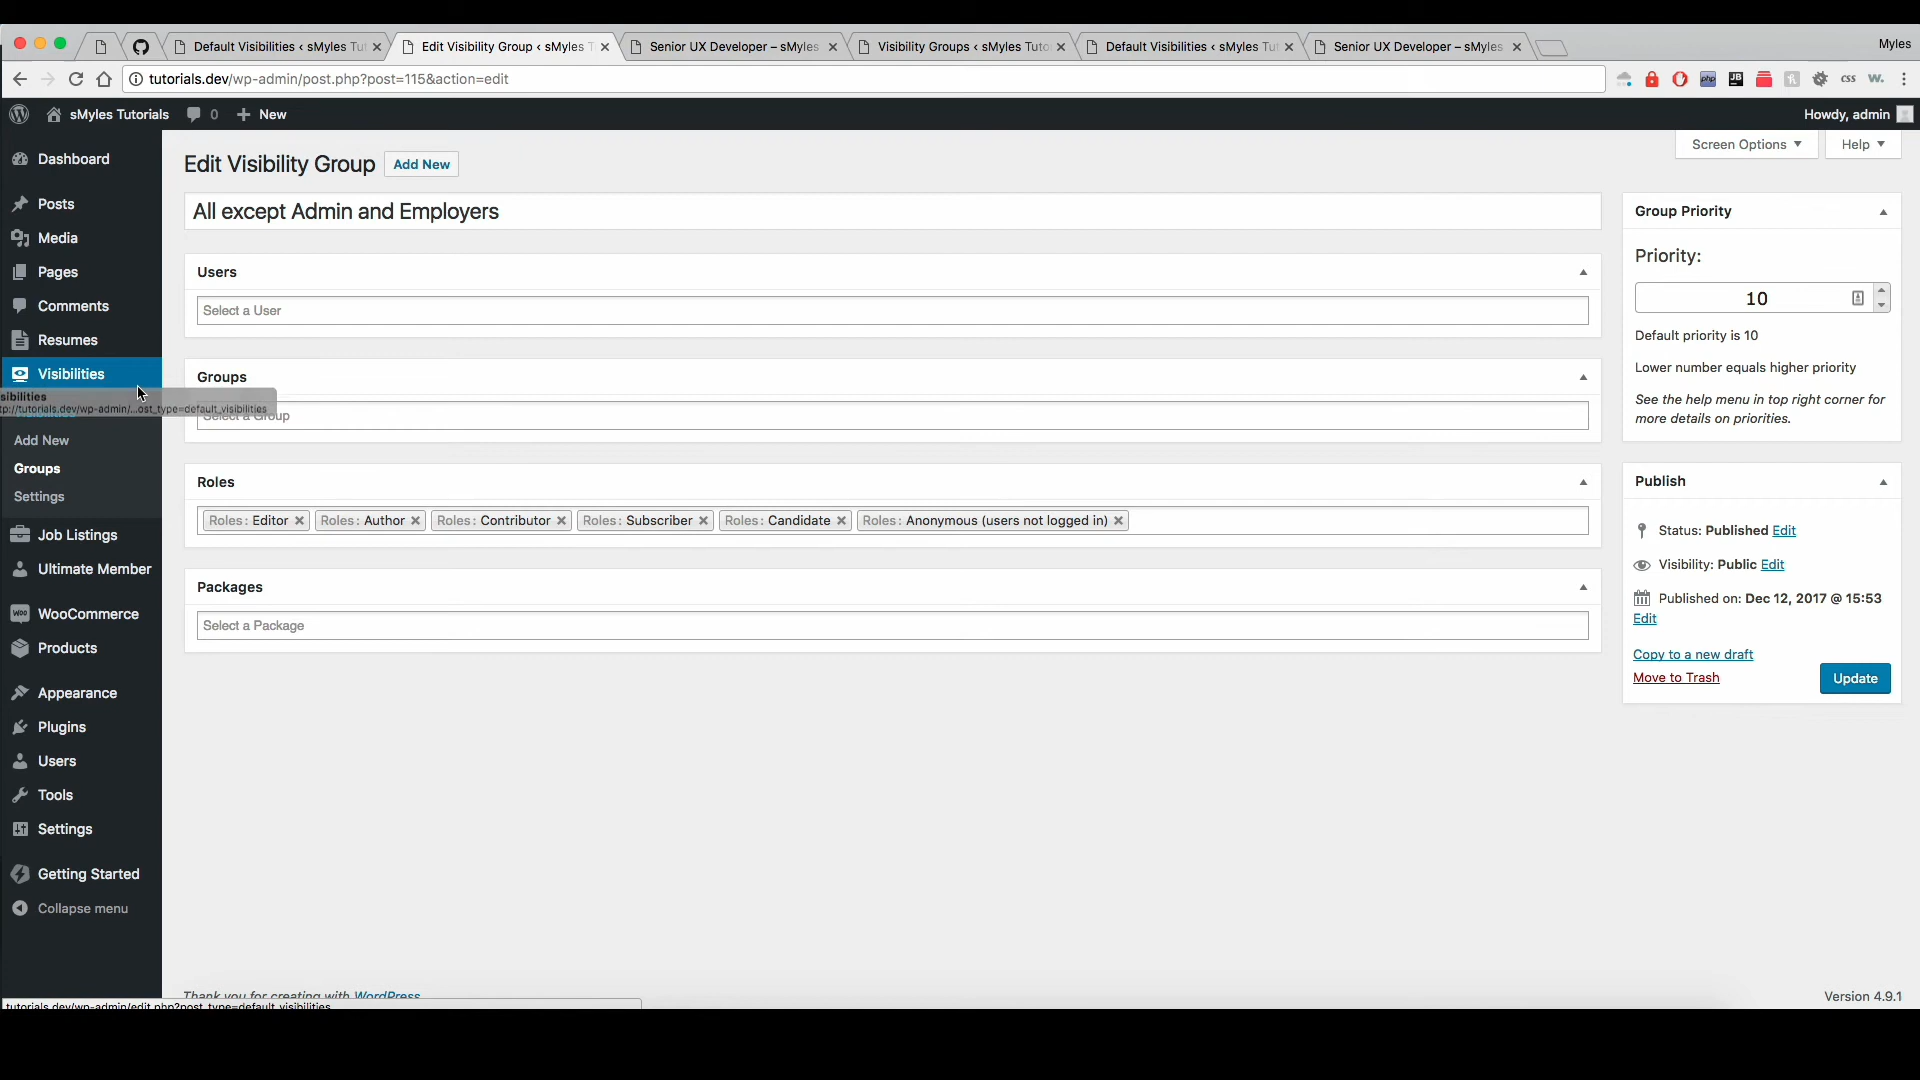 Default Visibilities ‹ sMyles Tut
Edit Visibility Group ‹ sMyles T
Senior UX Developer – sMyles
Visibility Groups ‹ sMyles Tuto
Default Visibilities ‹ sMyles Tut
Senior UX Developer – sMyles
Myles
tutorials.dev/wp-admin/post.php?post=115&action=edit
php
JB
css
w.
sMyles Tutorials
0
New
Howdy, admin
Screen Options
Help
Dashboard
Posts
Media
Pages
Comments
Resumes
Visibilities
sibilities
tp://tutorials.dev/wp-admin/...ost_type=default_visibilities
Add New
Groups
Settings
Job Listings
Ultimate Member
WooCommerce
Products
Appearance
Plugins
Users
Tools
Settings
Getting Started
Collapse menu
Edit Visibility Group
Add New
All except Admin and Employers
Users
Select a User
Groups
Select a Group
Roles
Roles: Editor
Roles: Author
Roles: Contributor
Roles: Subscriber
Roles: Candidate
Roles: Anonymous (users not logged in)
Packages
Select a Package
Group Priority
Priority:
10
Default priority is 10
Lower number equals higher priority
See the help menu in top right corner for
more details on priorities.
Publish
Status: Published Edit
Visibility: Public Edit
Published on: Dec 12, 2017 @ 15:53
Edit
Copy to a new draft
Move to Trash
Update
Thank you for creating with WordPress
Version 4.9.1
tutorials.dev/wp-admin/edit.php?post_type=default_visibilities